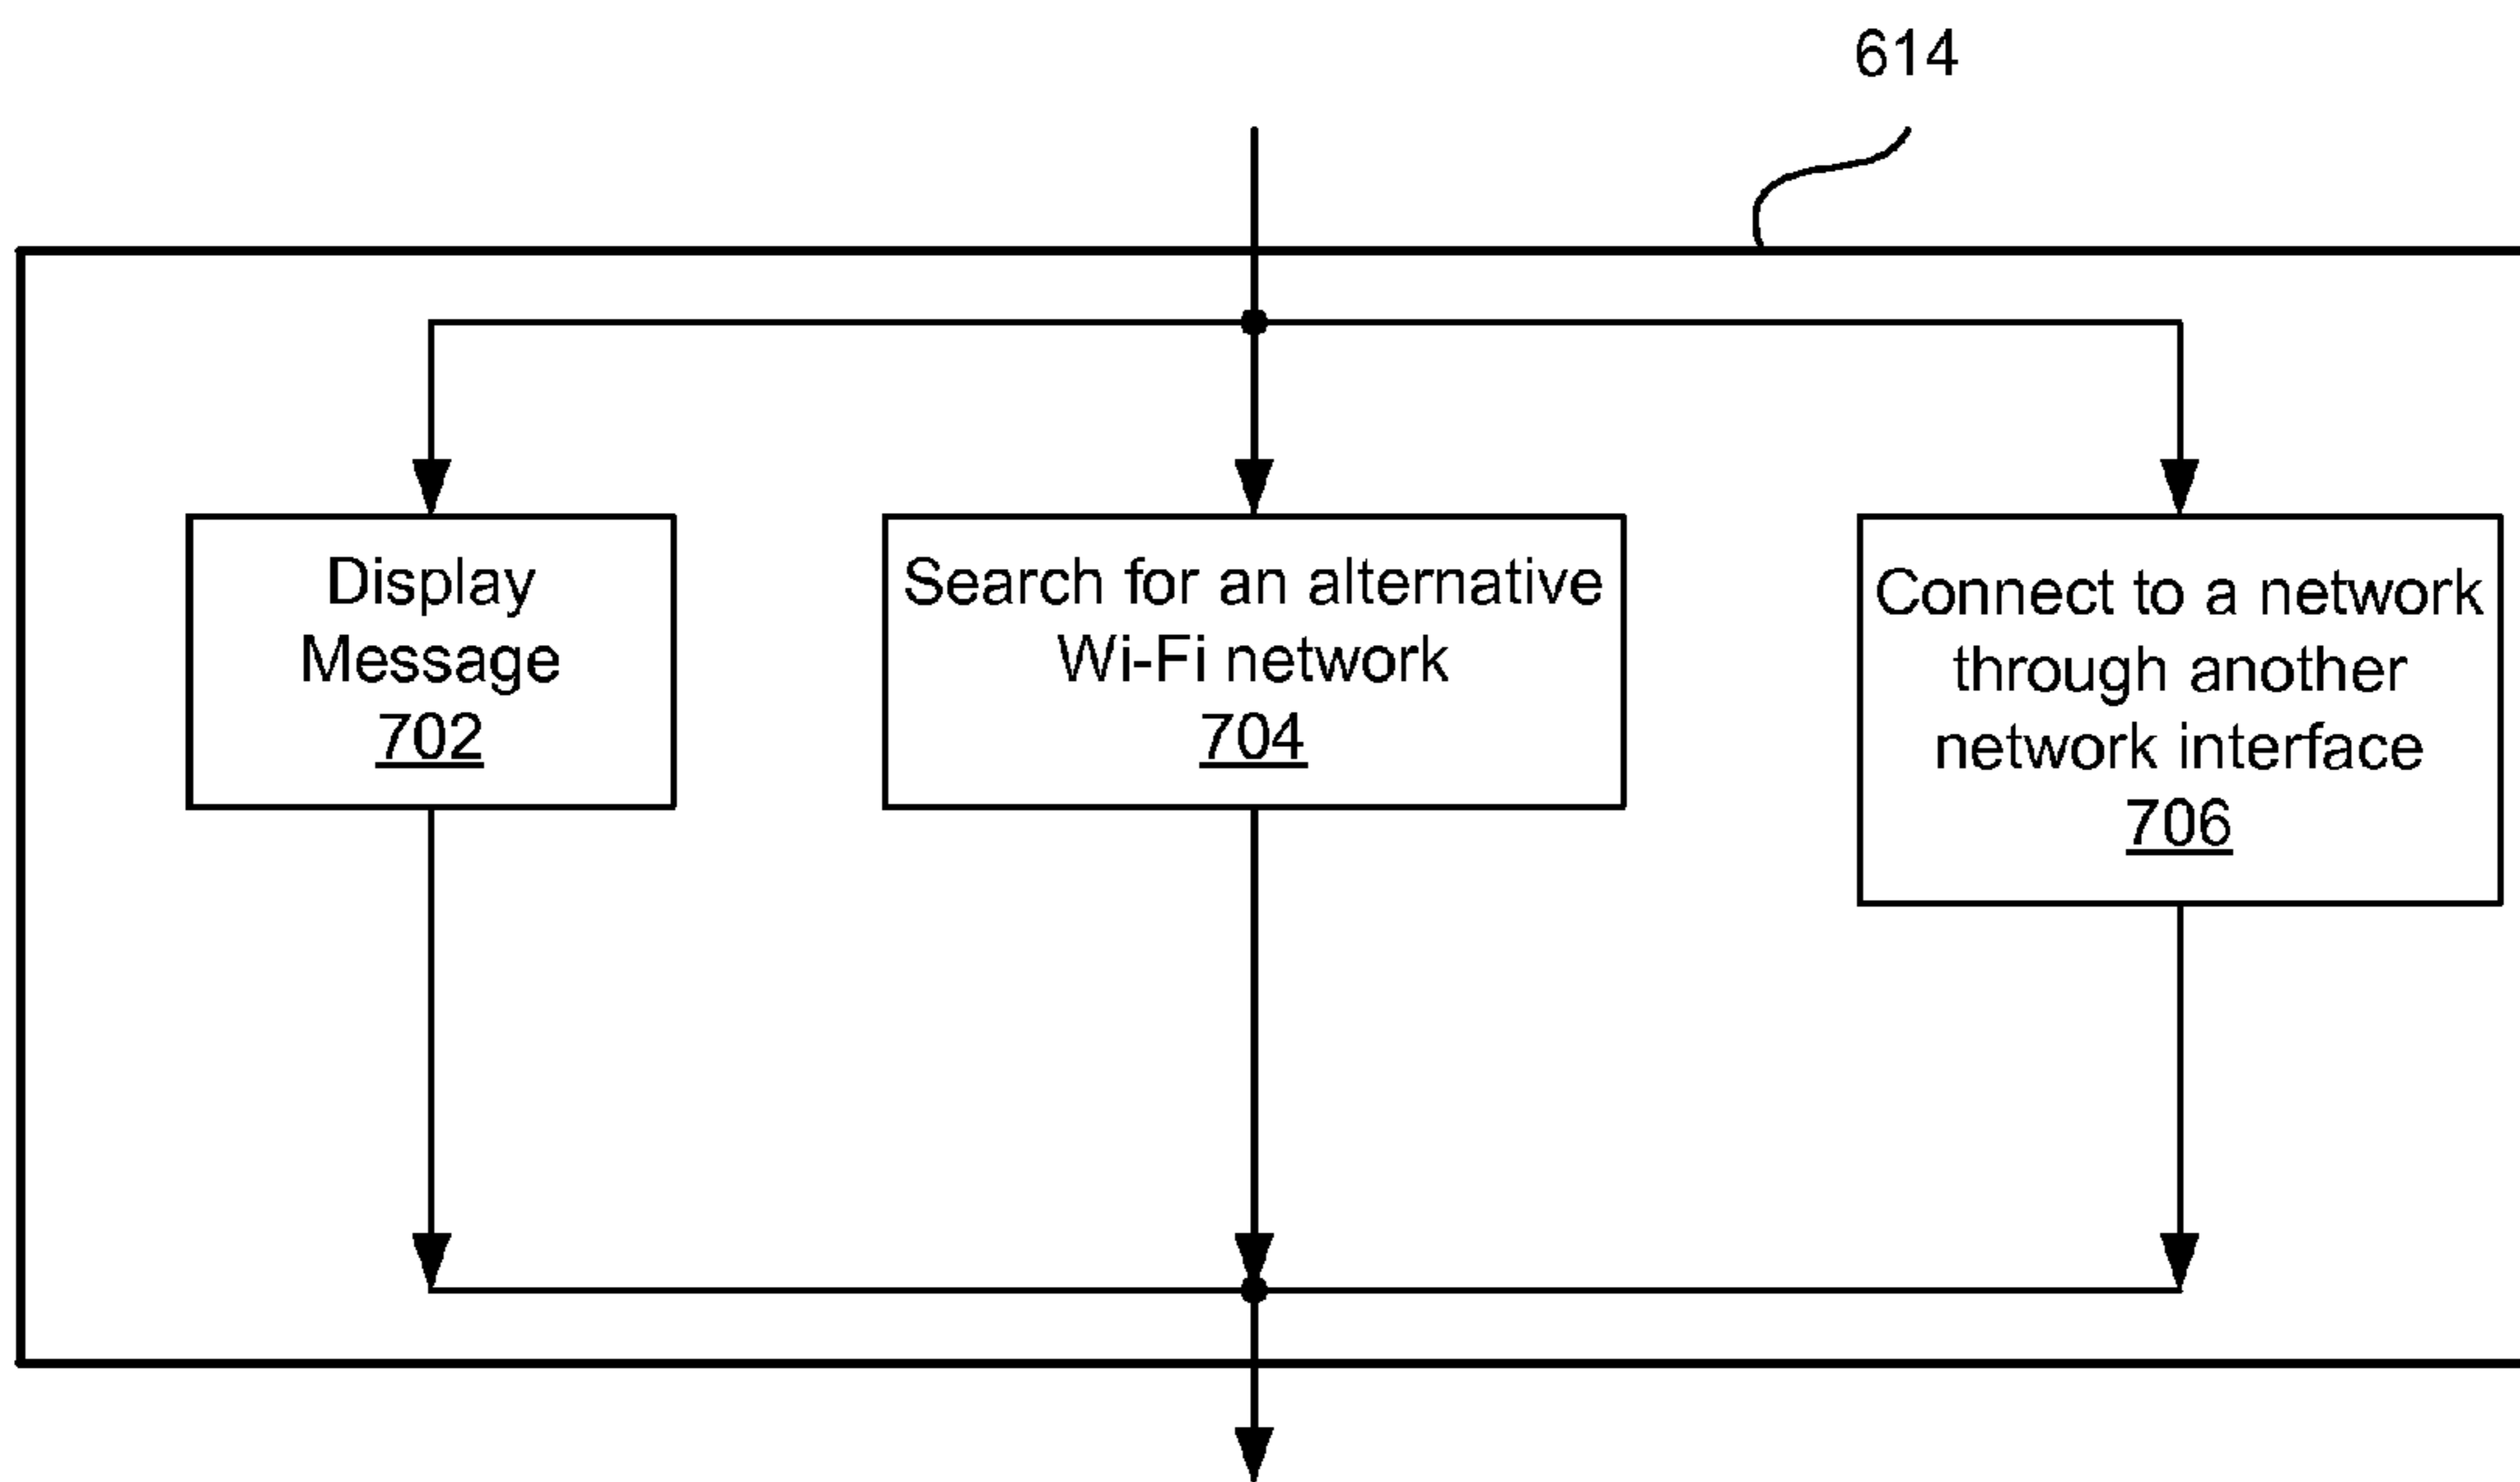 614
Display
Message
702
Search for an alternative
Wi-Fi network
704
Connect to a network
through another
network interface
706